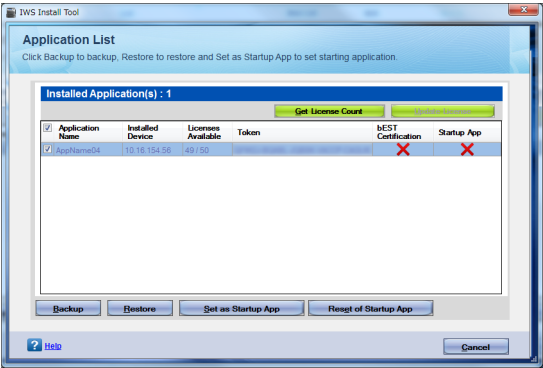 IWS Install Tool
Application List
Click Backup to backup, Restore to restore and Set as Startup App to set starting application.
Installed Application(s) : 1
Get License Count
Update License
Application Name
Installed Device
Licenses Available
Token
bEST Certification
Startup App
AppName04
10.18.154.56
49 / 50
Backup
Restore
Set as Startup App
Reset of Startup App
Help
Cancel